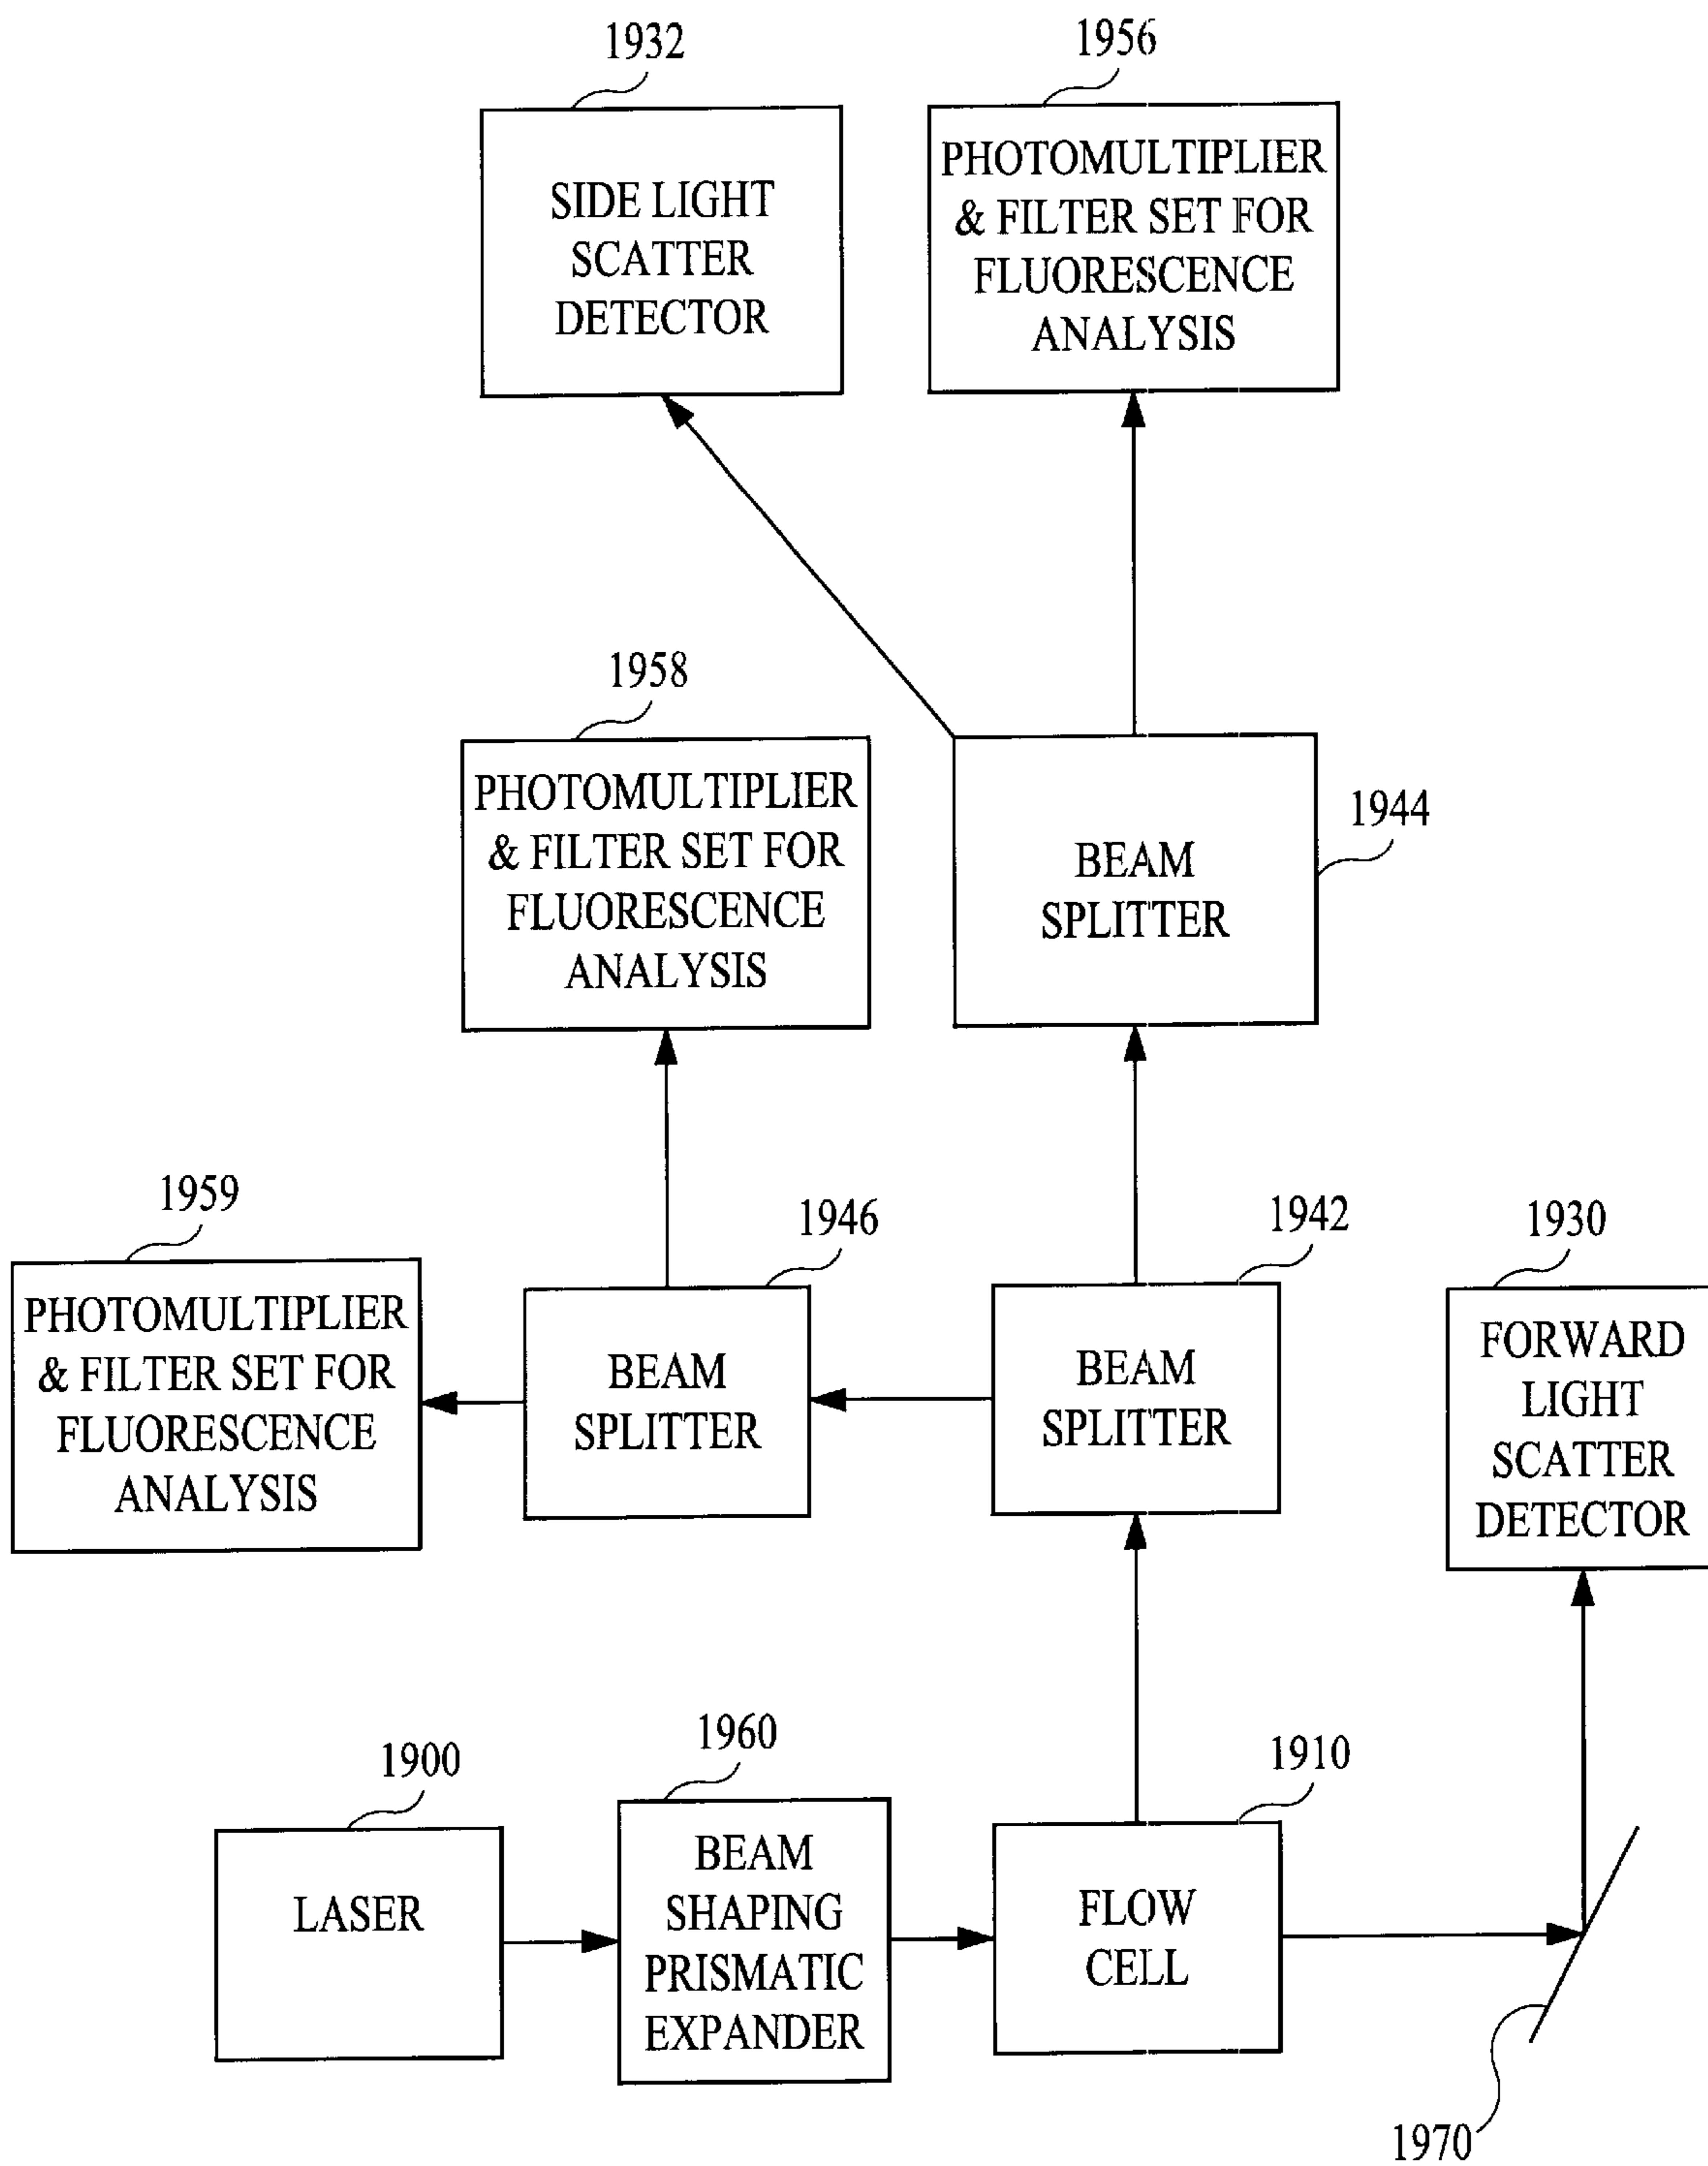 1932
1956
SIDE LIGHT
SCATTER
DETECTOR
PHOTOMULTIPLIER
& FILTER SET FOR
FLUORESCENCE
ANALYSIS
1958
PHOTOMULTIPLIER
& FILTER SET FOR
FLUORESCENCE
ANALYSIS
1944
BEAM
SPLITTER
1959
PHOTOMULTIPLIER
& FILTER SET FOR
FLUORESCENCE
ANALYSIS
1946
BEAM
SPLITTER
1942
BEAM
SPLITTER
1930
FORWARD
LIGHT
SCATTER
DETECTOR
1900
LASER
1960
BEAM
SHAPING
PRISMATIC
EXPANDER
1910
FLOW
CELL
1970